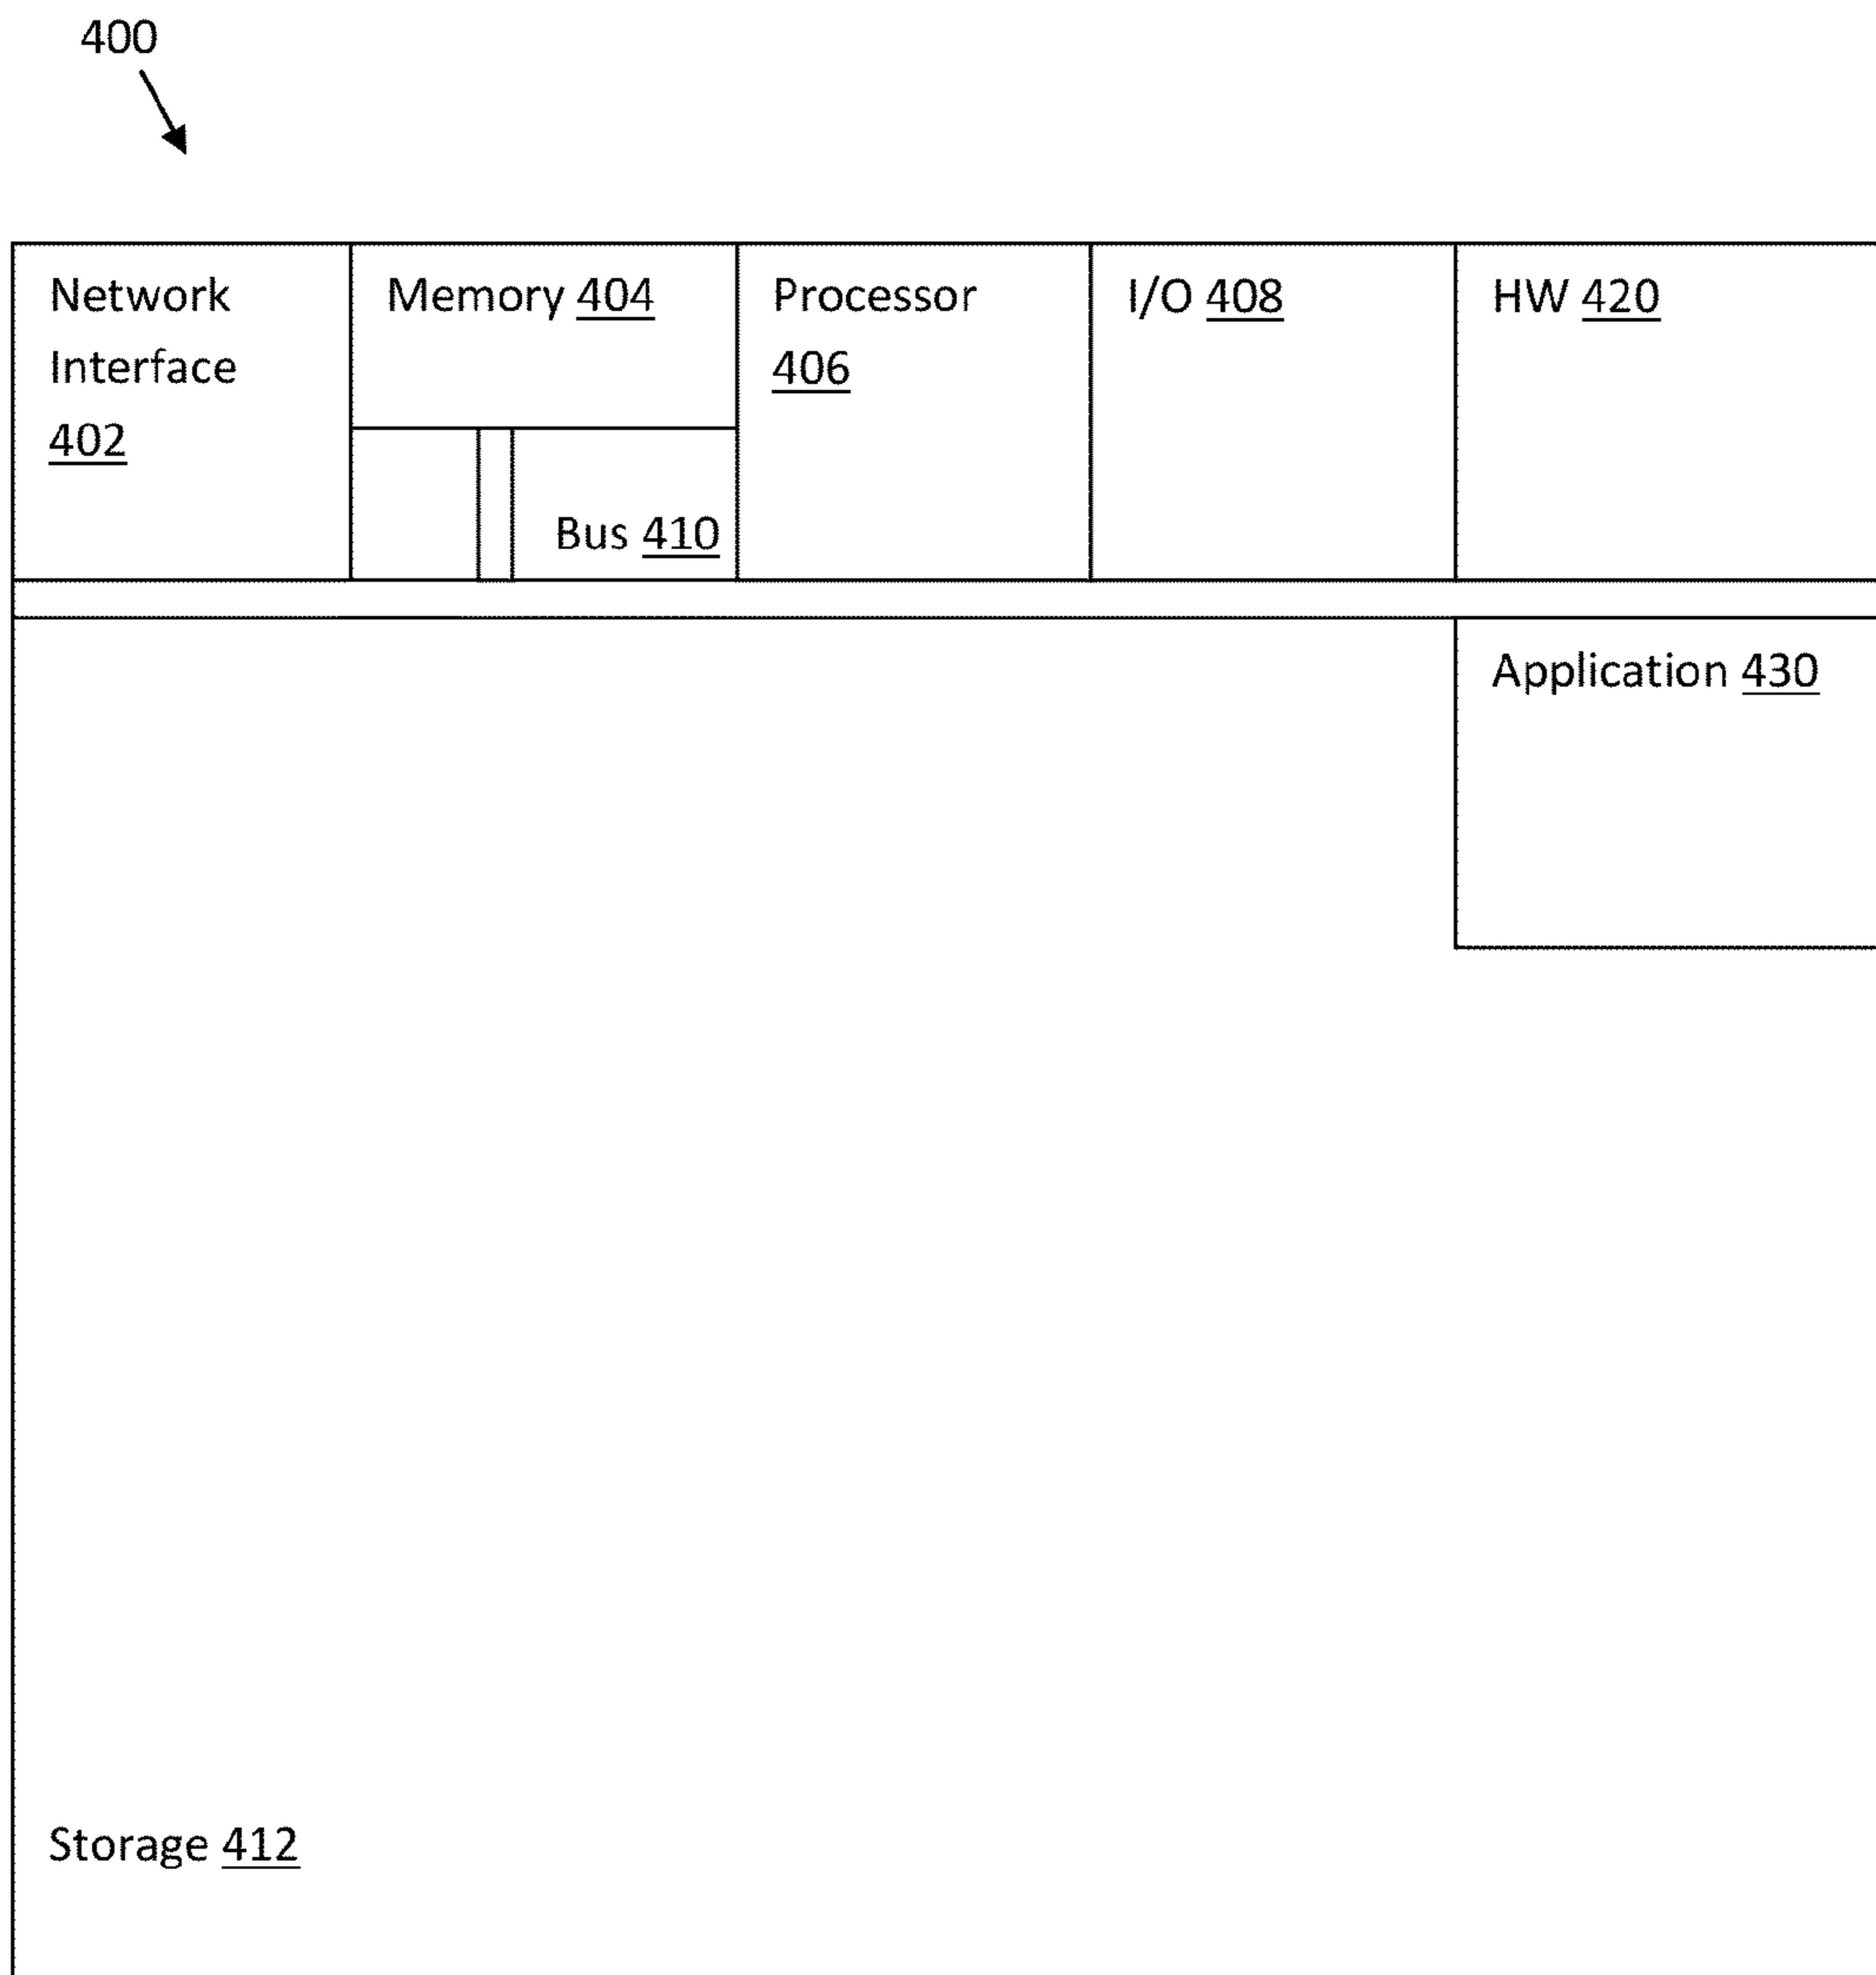 400
Network
Interface
402
Memory 404
Bus 410
Processor
406
I/O 408
HW 420
Application 430
Storage 412